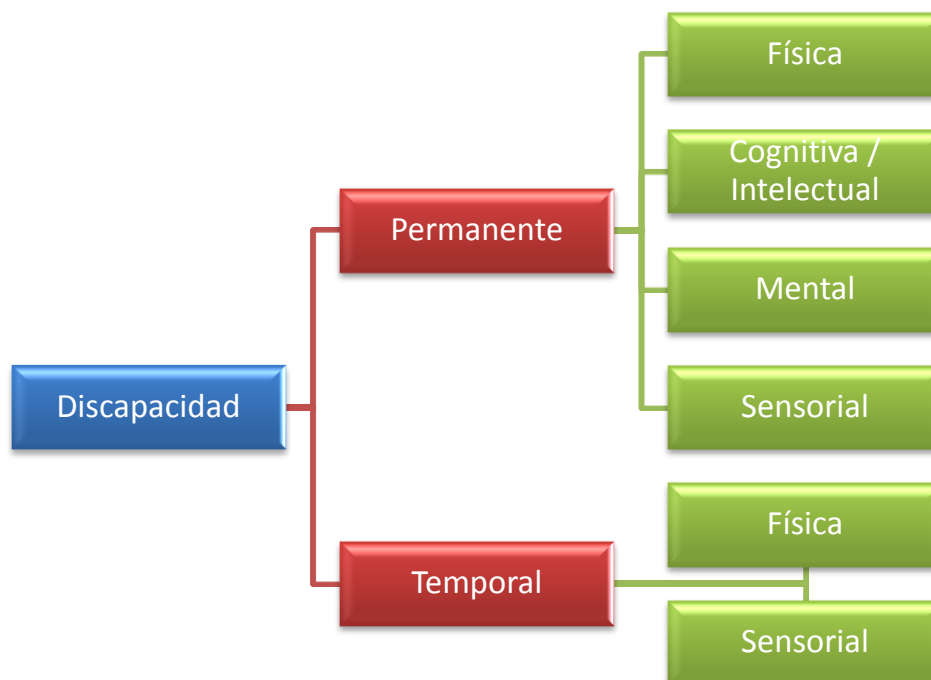 Física
Cognitiva /
Intelectual
Permanente
Mental
Discapacidad
Sensorial
Física
Temporal
Sensorial